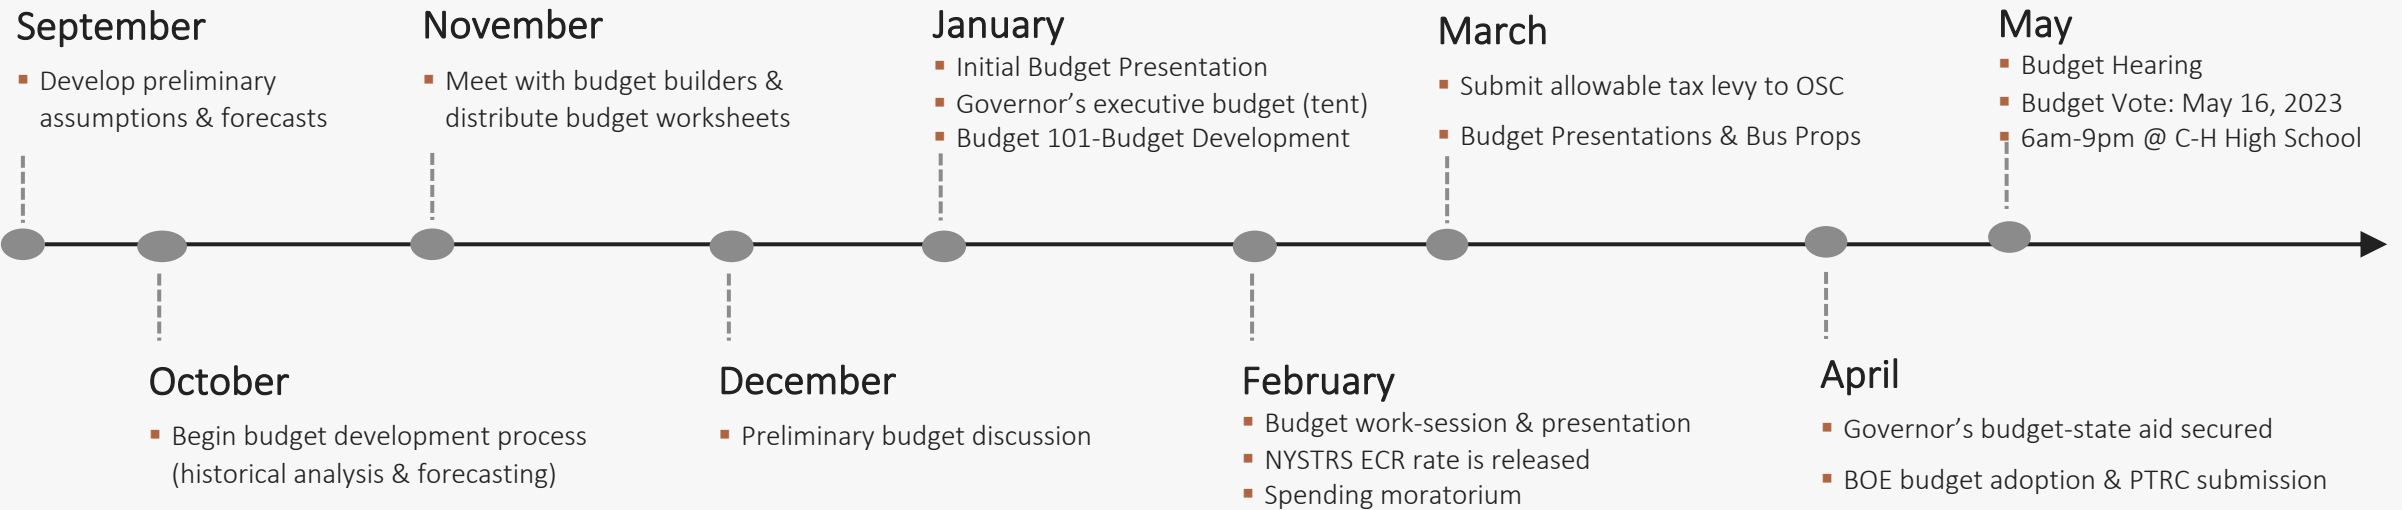 September
Develop preliminary
assumptions & forecasts
November
Meet with budget builders &
distribute budget worksheets
January
Initial Budget Presentation
Governor’s executive budget (tent)
Budget 101-Budget Development
March
Submit allowable tax levy to OSC
Budget Presentations & Bus Props
May
Budget Hearing
Budget Vote: May 16, 2023
6am-9pm @ C-H High School
October
Begin budget development process
(historical analysis & forecasting)
December
Preliminary budget discussion
February
Budget work-session & presentation
NYSTRS ECR rate is released
Spending moratorium
April
Governor’s budget-state aid secured
BOE budget adoption & PTRC submission